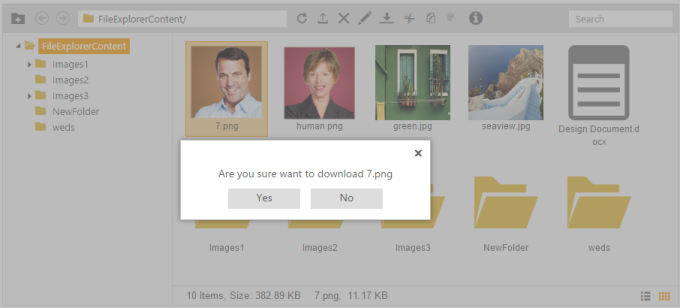 FileExplorerContent/
Search
FileExplorerContent
Images1
Images2
Images3
NewFolder
weds
7.png
human.png
green.jpg
seaview.jpg
Design Document.d
ocx
Are you sure want to download 7.png
Yes
No
Images1
Images2
Images3
NewFolder
weds
10 items, Size: 382.89 KB 7.png, 11.17 KB